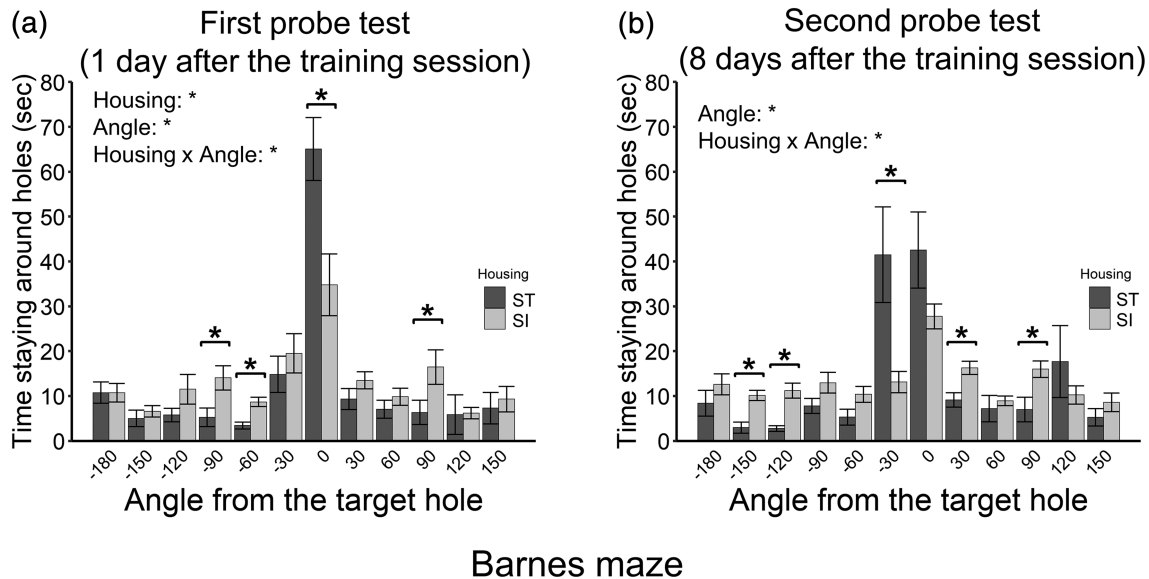 (a)
First probe test
(1 day after the training session)
Time staying around holes (sec)
80
70
60
50
40
30
20
10
0
Housing: *
Angle: *
Housing x Angle: *
*
*
*
*
Housing
ST
SI
-180
-150
-120
-90
-60
-30
0
30
60
90
120
150
Angle from the target hole
(b)
Second probe test
(8 days after the training session)
Time staying around holes (sec)
80
70
60
50
40
30
20
10
0
Angle: *
Housing x Angle: *
*
*
*
*
*
Housing
ST
SI
-180
-150
-120
-90
-60
-30
0
30
60
90
120
150
Angle from the target hole
Barnes maze